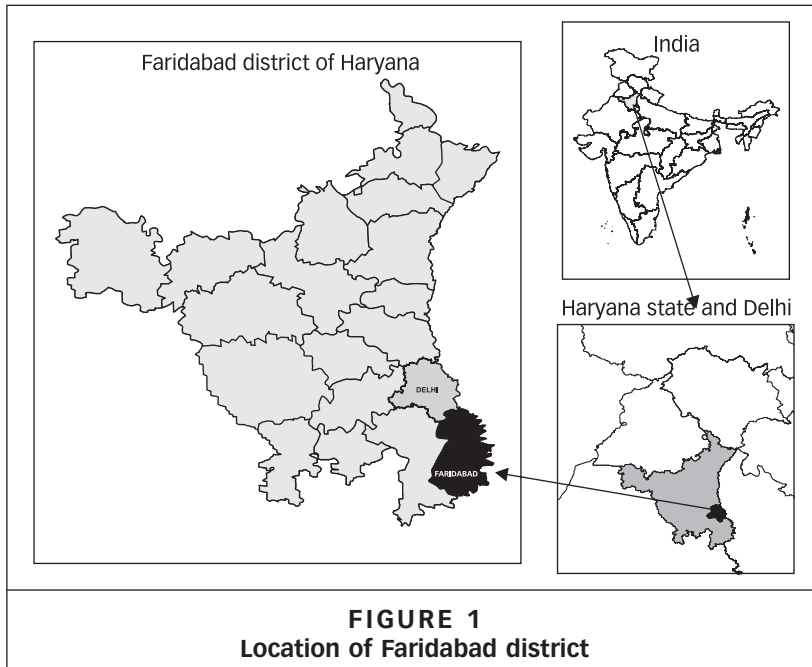 Faridabad district of Haryana
India
DELHI
FARIDABAD
Haryana state and Delhi
FIGURE 1
Location of Faridabad district